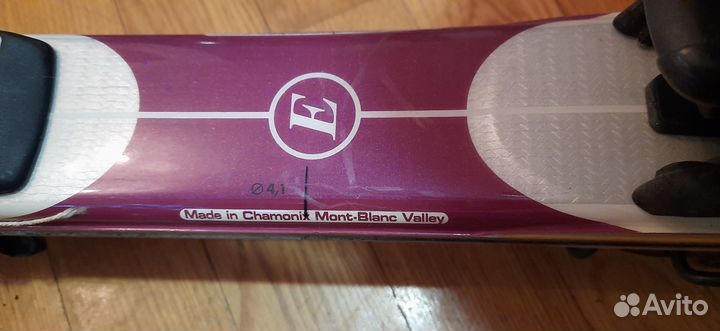 E
Ø 4,1
Made in Chamonix Mont-Blanc Valley
Avito